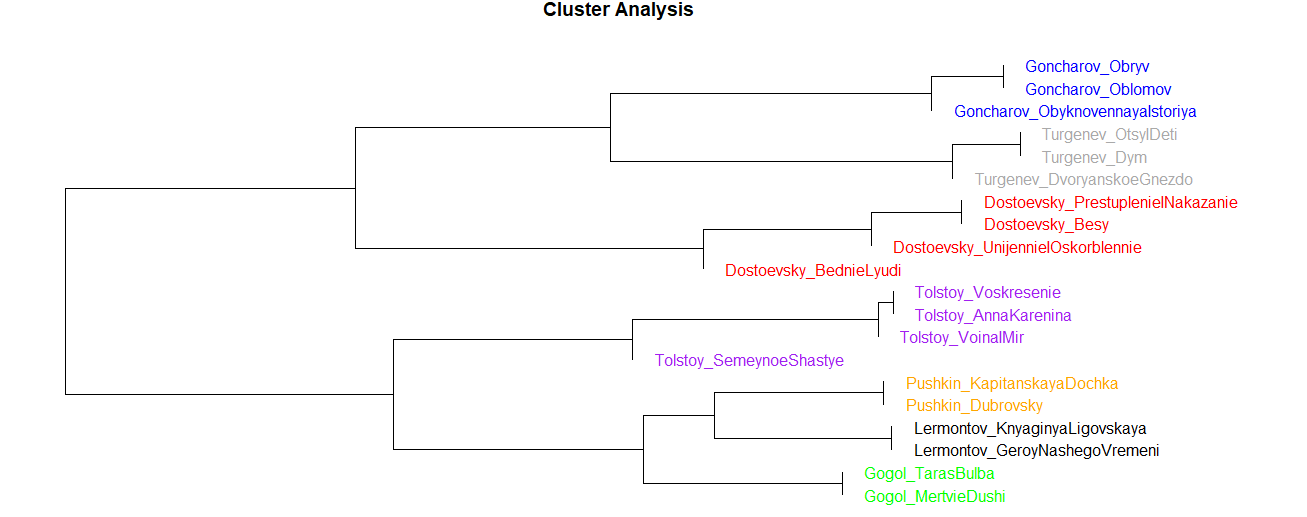 Cluster Analysis
Goncharov_Obryv
Goncharov_Oblomov
Goncharov_ObyknovennayaIstoriya
Turgenev_OtsyIDeti
Turgenev_Dym
Turgenev_DvoryanskoeGnezdo
Dostoevsky_PrestuplenieINakazanie
Dostoevsky_Besy
Dostoevsky_UnijennieIOskorblennie
Dostoevsky_BednieLyudi
Tolstoy_Voskresenie
Tolstoy_AnnaKarenina
Tolstoy_VoinaIMir
Tolstoy_SemeynoeShastye
Pushkin_KapitanskayaDochka
Pushkin_Dubrovsky
Lermontov_KnyaginyaLigovskaya
Lermontov_GeroyNashegoVremeni
Gogol_TarasBulba
Gogol_MertvieDushi